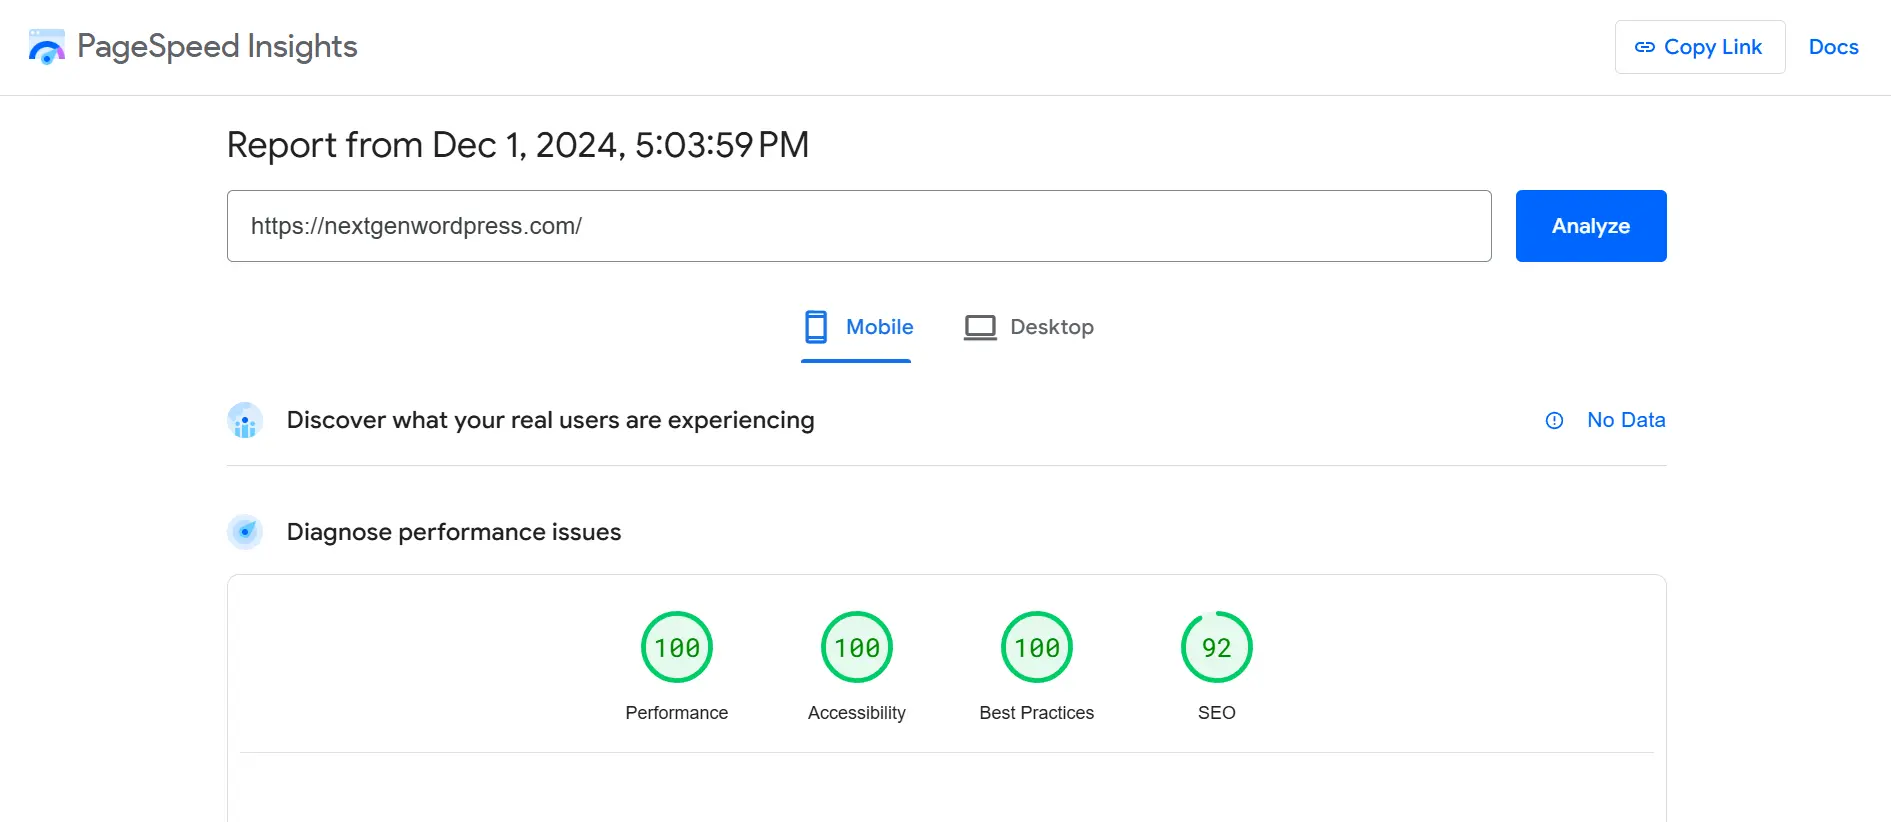 PageSpeed Insights
Copy Link
Docs
Report from Dec 1, 2024, 5:03:59 PM
https://nextgenwordpress.com/
Analyze
Mobile
Desktop
Discover what your real users are experiencing
No Data
Diagnose performance issues
100
100
100
92
Performance
Accessibility
Best Practices
SEO